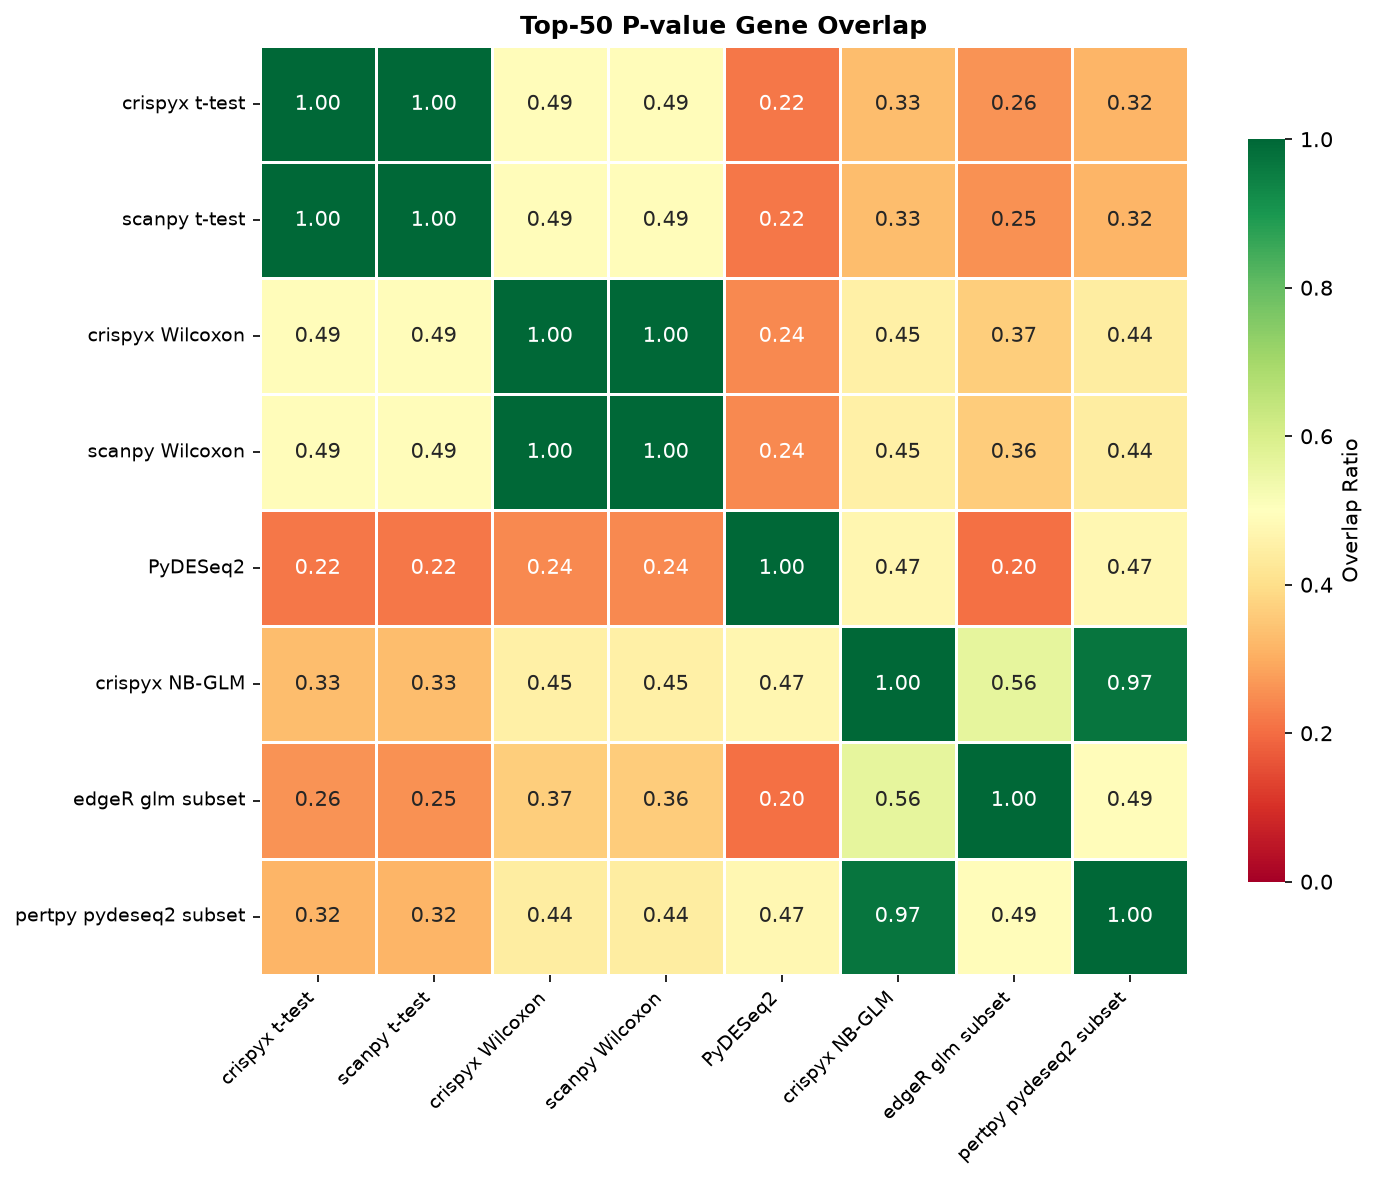 Top-50 P-value Gene Overlap
crispyx t-test 1.00 1.00 0.49 0.49 0.22 0.33 0.26 0.32
scanpy t-test 1.00 1.00 0.49 0.49 0.22 0.33 0.25 0.32
crispyx Wilcoxon 0.49 0.49 1.00 1.00 0.24 0.45 0.37 0.44
scanpy Wilcoxon 0.49 0.49 1.00 1.00 0.24 0.45 0.36 0.44
PyDESeq2 0.22 0.22 0.24 0.24 1.00 0.47 0.20 0.47
crispyx NB-GLM 0.33 0.33 0.45 0.45 0.47 1.00 0.56 0.97
edgeR glm subset 0.26 0.25 0.37 0.36 0.20 0.56 1.00 0.49
pertpy pydeseq2 subset 0.32 0.32 0.44 0.44 0.47 0.97 0.49 1.00
crispyx t-test
scanpy t-test
crispyx Wilcoxon
scanpy Wilcoxon
PyDESeq2
crispyx NB-GLM
edgeR glm subset
pertpy pydeseq2 subset
1.0
0.8
0.6
0.4
0.2
0.0
Overlap Ratio